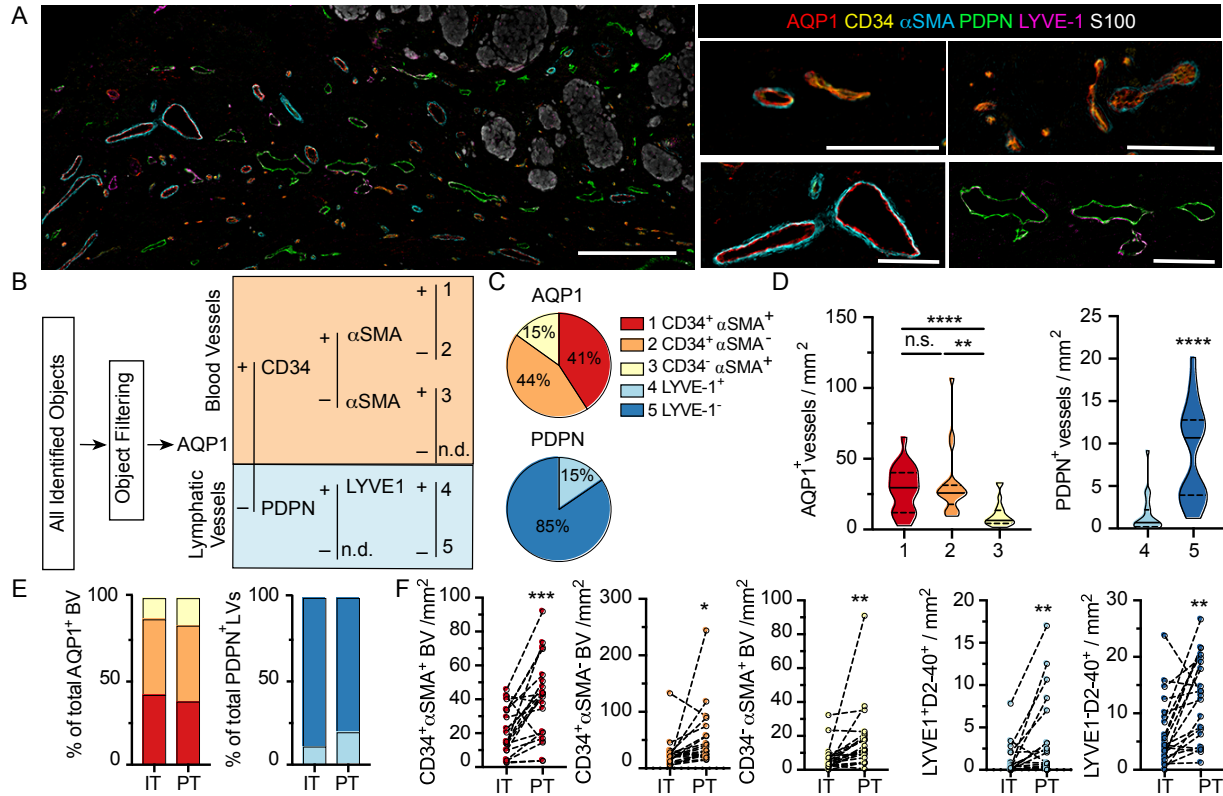 A
AQP1 CD34 αSMA PDPN LYVE-1 S100
B
All Identified Objects
Object Filtering
AQP1
Blood Vessels
Lymphatic
Vessels
+
CD34
–
PDPN
+
αSMA
–
αSMA
+
1
–
2
+
3
–
n.d.
+
LYVE1
–
n.d.
+
4
–
5
C
AQP1
15%
41%
44%
PDPN
15%
85%
1 CD34+ αSMA+
2 CD34+ αSMA-
3 CD34- αSMA+
4 LYVE-1+
5 LYVE-1-
D
AQP1+ vessels / mm2
150
100
50
0
****
n.s.
**
1 2 3
PDPN+ vessels / mm2
25
20
15
10
5
0
****
4 5
E
% of total AQP1+ BV
100
50
0
IT PT
% of total PDPN+ LVs
100
50
0
IT PT
F
CD34+ αSMA+ BV /mm2
100
80
60
40
20
0
***
IT PT
CD34+ αSMA- BV /mm2
300
200
100
0
*
IT PT
CD34- αSMA+ BV /mm2
100
80
60
40
20
0
**
IT PT
LYVE1+D2-40+ / mm2
20
15
10
5
0
**
IT PT
LYVE1-D2-40+ / mm2
30
20
10
0
**
IT PT